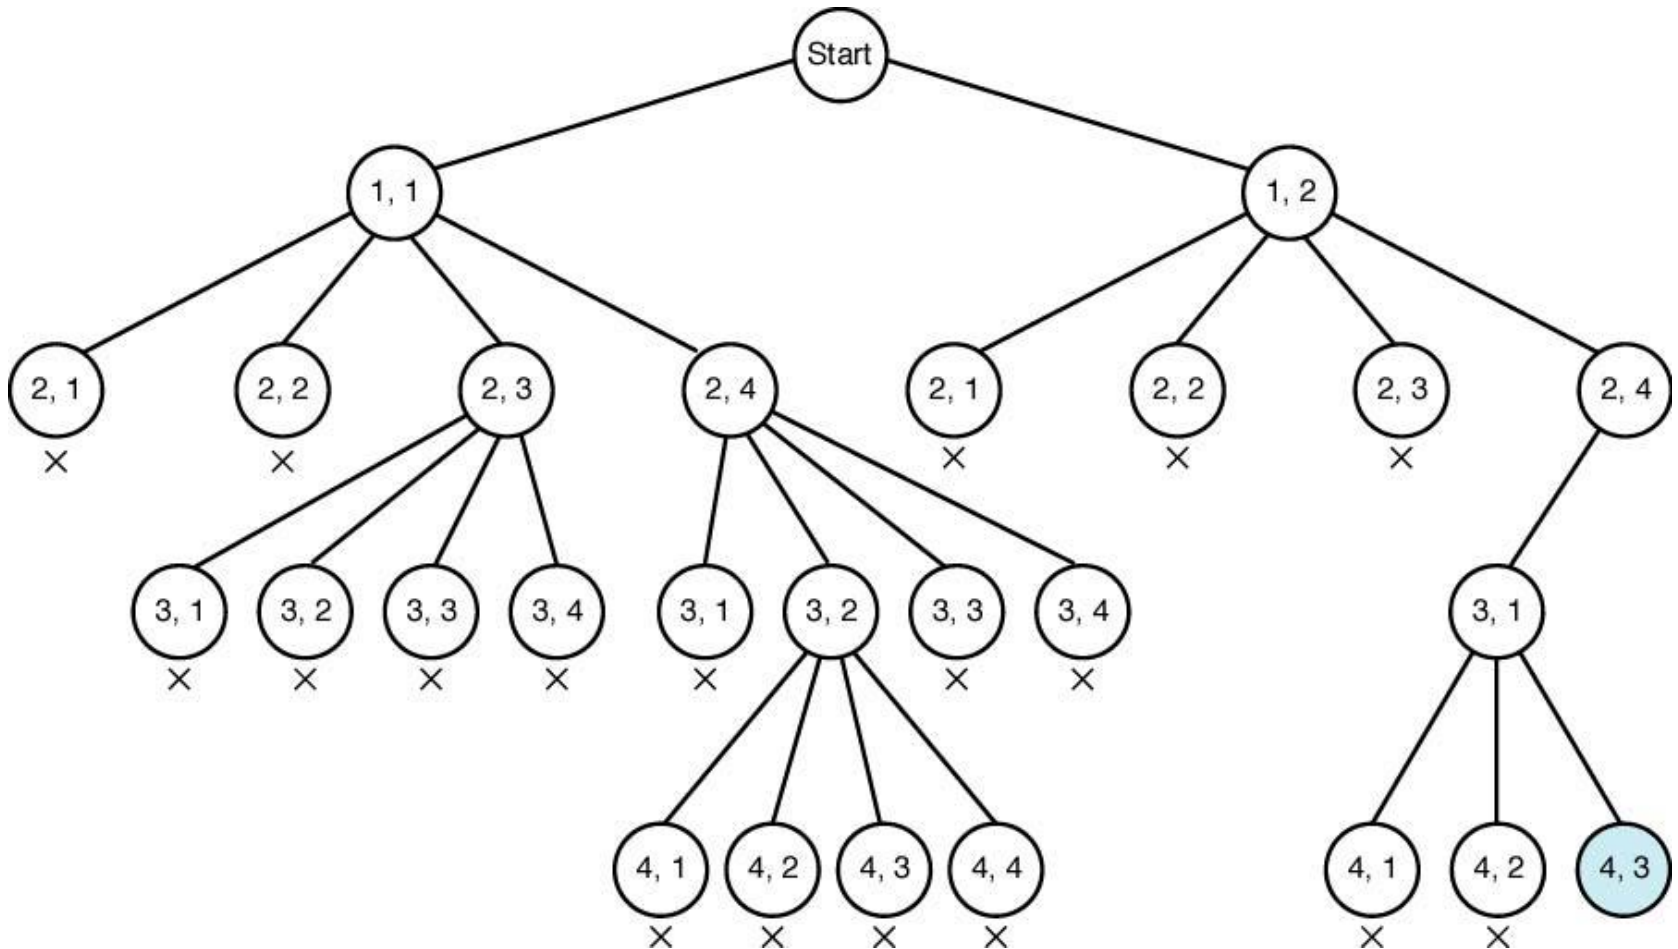 Start
1, 1 1, 2
2, 1 2, 2 2, 3 2, 4 2, 1 2, 2 2, 3 2, 4
× × × × ×
3, 1 3, 2 3, 3 3, 4 3, 1 3, 2 3, 3 3, 4 3, 1
× × × × × × ×
4, 1 4, 2 4, 3 4, 4 4, 1 4, 2 4, 3
× × × × × ×